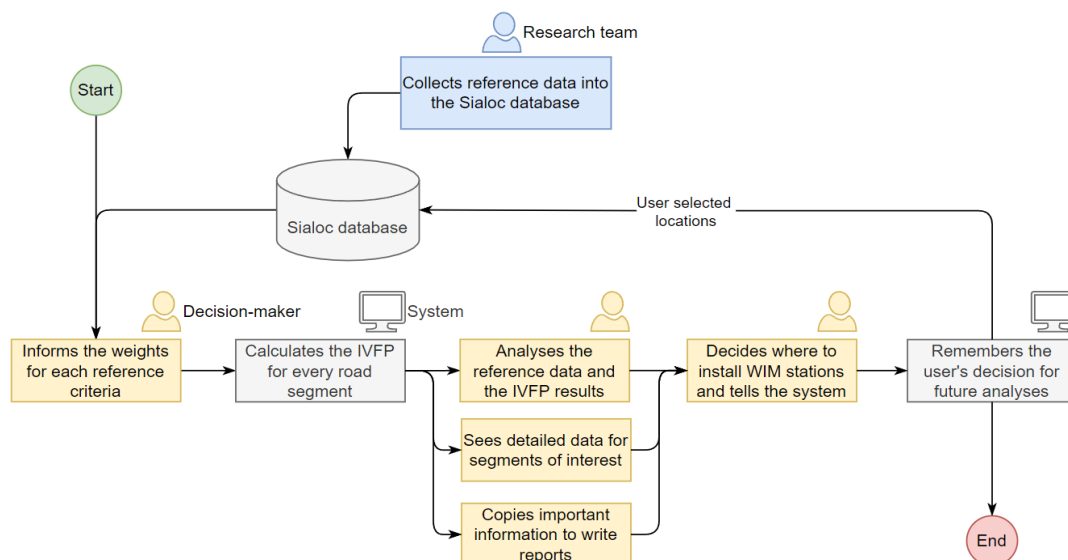 Research team
Start
Collects reference data into
the Sialoc database
User selected
locations
Sialoc database
Decision-maker
System
Informs the weights
for each reference
criteria
Calculates the IVFP
for every road
segment
Analyses the
reference data and
the IVFP results
Decides where to
install WIM stations
and tells the system
Remembers the
user's decision for
future analyses
Sees detailed data for
segments of interest
Copies important
information to write
reports
End